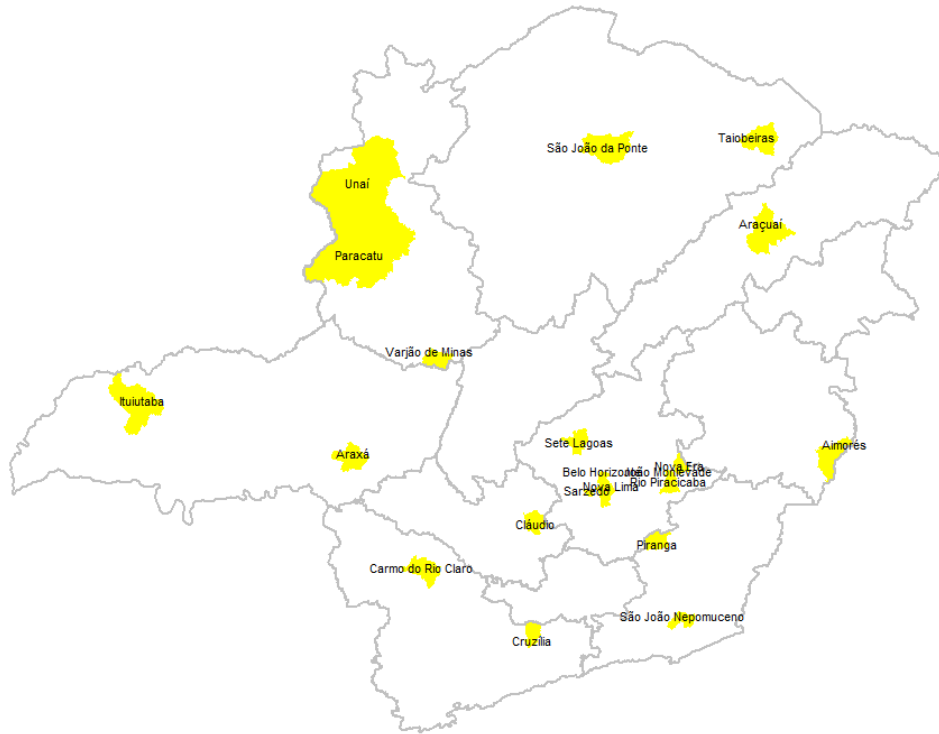 Taiobeiras
São João da Ponte
Unaí
Araçuaí
Paracatu
Varjão de Minas
Ituiutaba
Sete Lagoas
Aimorés
Araxá
Nova Era
Belo Horizonte
João Monlevade
Rio Piracicaba
Nova Lima
Sarzedo
Cláudio
Piranga
Carmo do Rio Claro
São João Nepomuceno
Cruzília